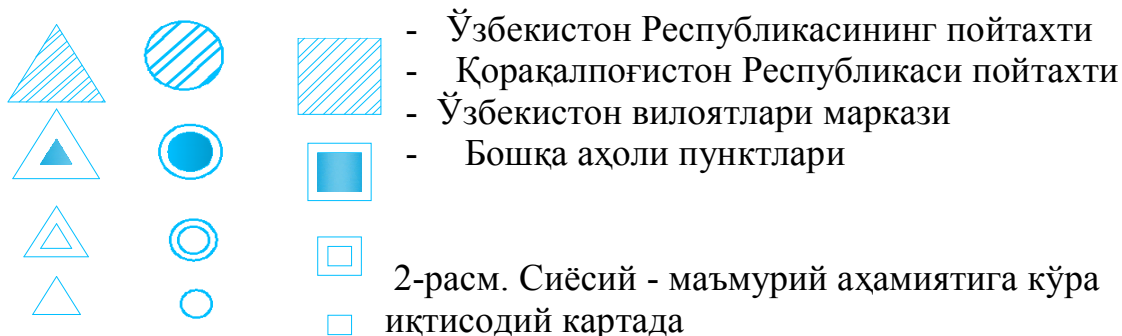 - Ўзбекистон Республикасининг пойтахти
- Қорақалпоғистон Республикаси пойтахти
- Ўзбекистон вилоятлари маркази
- Бошқа аҳоли пунктлари
2-расм. Сиёсий - маъмурий аҳамиятига кўра
иқтисодий картада